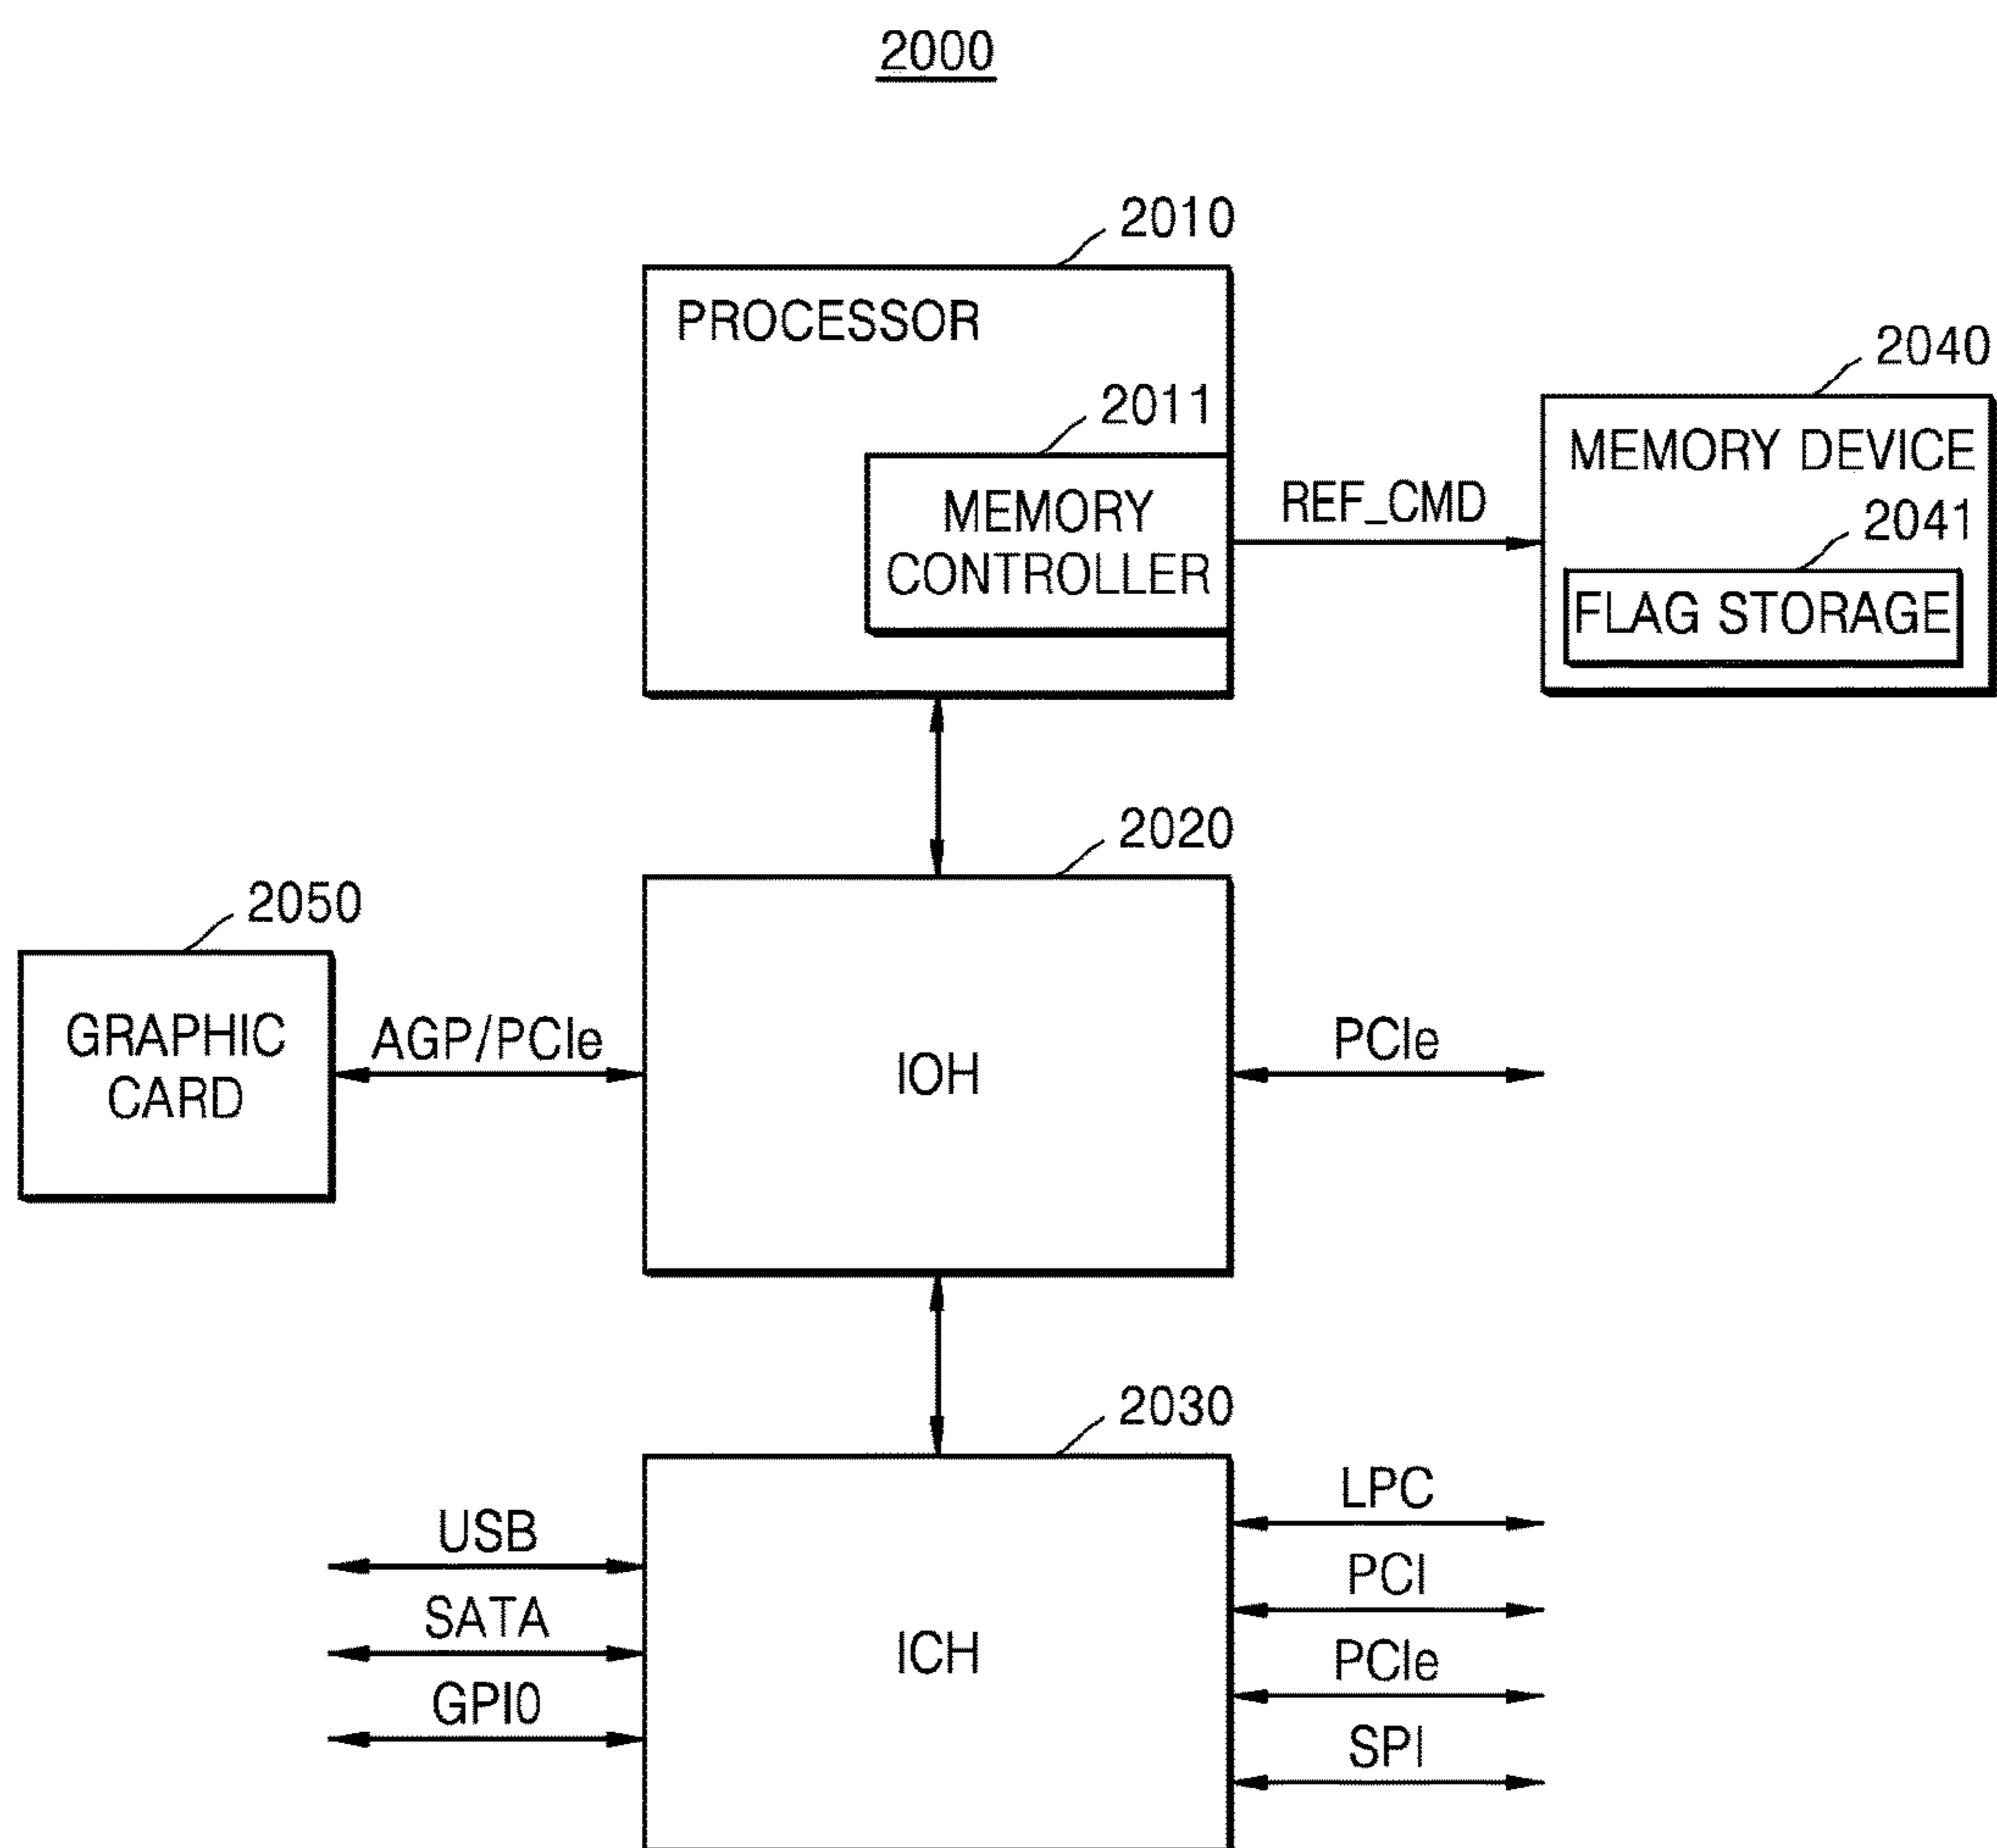 2000
2010
PROCESSOR
2011
MEMORY
CONTROLLER
REF_CMD
2040
MEMORY DEVICE
2041
FLAG STORAGE
2020
IOH
2050
GRAPHIC
CARD
AGP/PCIe
PCIe
2030
ICH
USB
SATA
GPI0
LPC
PCI
PCIe
SPI